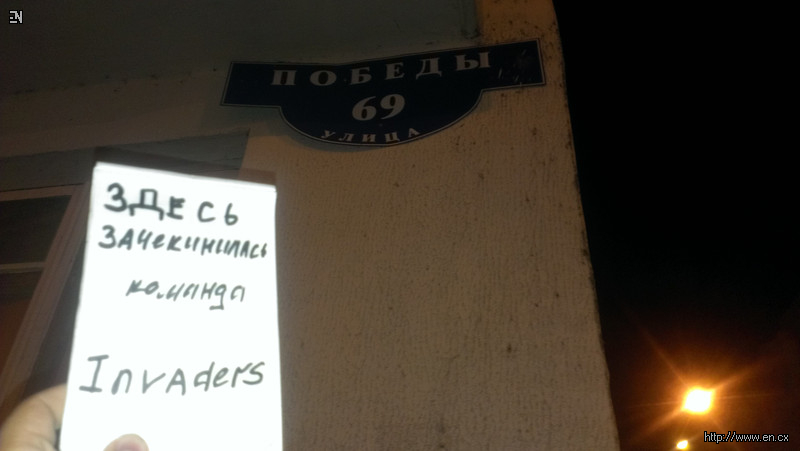 EN
ПОБЕДЫ
69
УЛИЦА
ЗДЕСЬ
ЗАЧЕКИНИЛАСЬ
команда
Invaders
http://www.en.cx